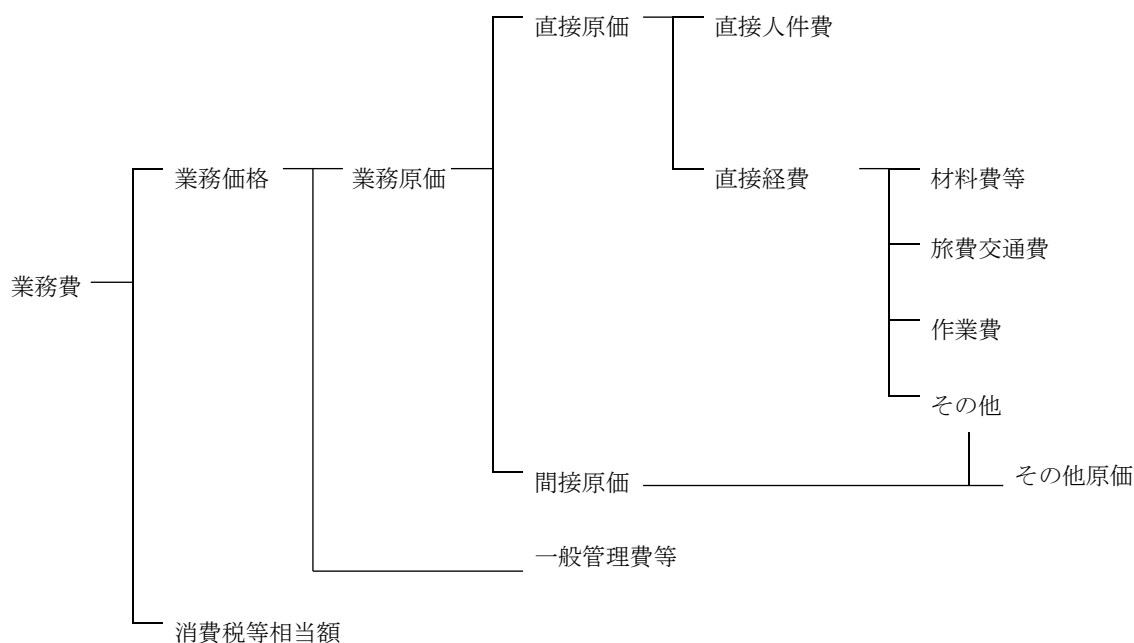 直接原価
直接人件費
業務価格
業務原価
直接経費
材料費等
旅費交通費
業務費
作業費
その他
間接原価
その他原価
一般管理費等
消費税等相当額